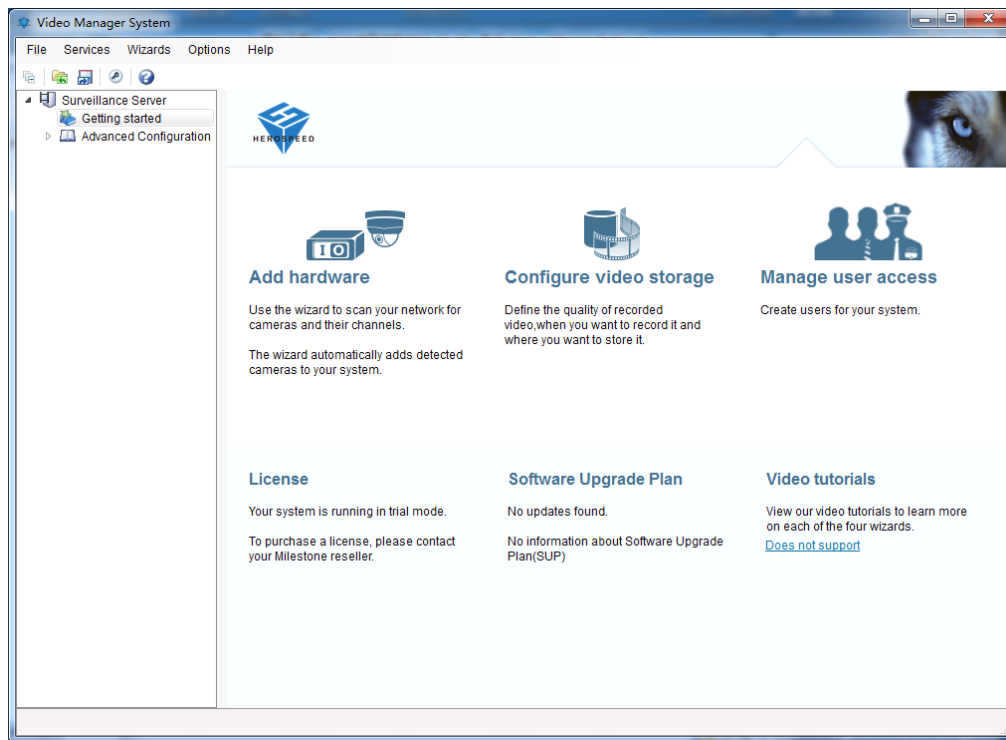 Video Manager System
File Services Wizards Options Help
Surveillance Server
Getting started
Advanced Configuration
HEROSPEED
I O
Add hardware
Use the wizard to scan your network for
cameras and their channels.
The wizard automatically adds detected
cameras to your system.
Configure video storage
Define the quality of recorded
video,when you want to record it and
where you want to store it.
Manage user access
Create users for your system.
License
Your system is running in trial mode.
To purchase a license, please contact
your Milestone reseller.
Software Upgrade Plan
No updates found.
No information about Software Upgrade
Plan(SUP)
Video tutorials
View our video tutorials to learn more
on each of the four wizards.
Does not support